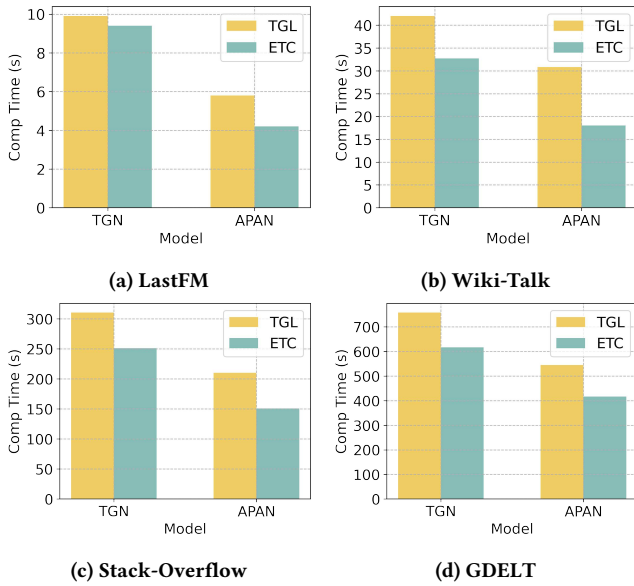 10
8
6
4
2
0
Comp Time (s)
TGL
ETC
TGN
APAN
Model
(a) LastFM
40
35
30
25
20
15
10
5
0
Comp Time (s)
TGL
ETC
TGN
APAN
Model
(b) Wiki-Talk
300
250
200
150
100
50
0
Comp Time (s)
TGL
ETC
TGN
APAN
Model
(c) Stack-Overflow
700
600
500
400
300
200
100
0
Comp Time (s)
TGL
ETC
TGN
APAN
Model
(d) GDELT